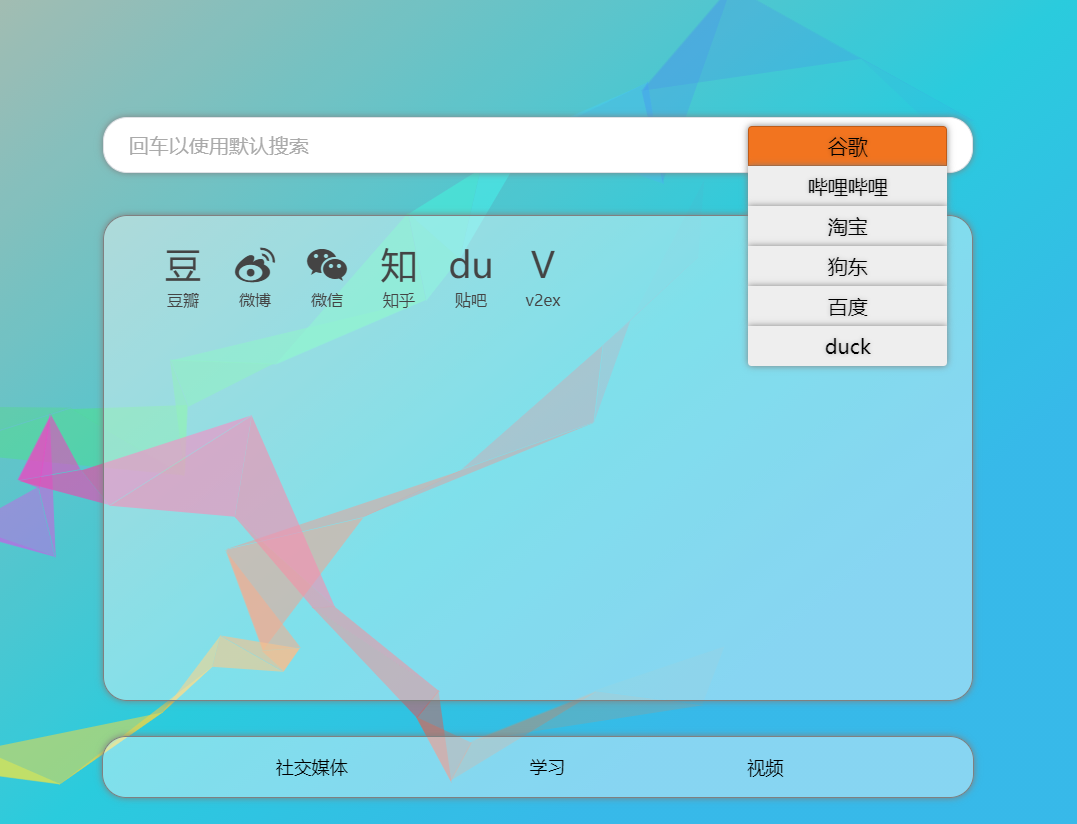 回车以使用默认搜索
谷歌
哔哩哔哩
淘宝
狗东
百度
duck
豆 知 du V
豆瓣 微博 微信 知乎 贴吧 v2ex
社交媒体 学习 视频